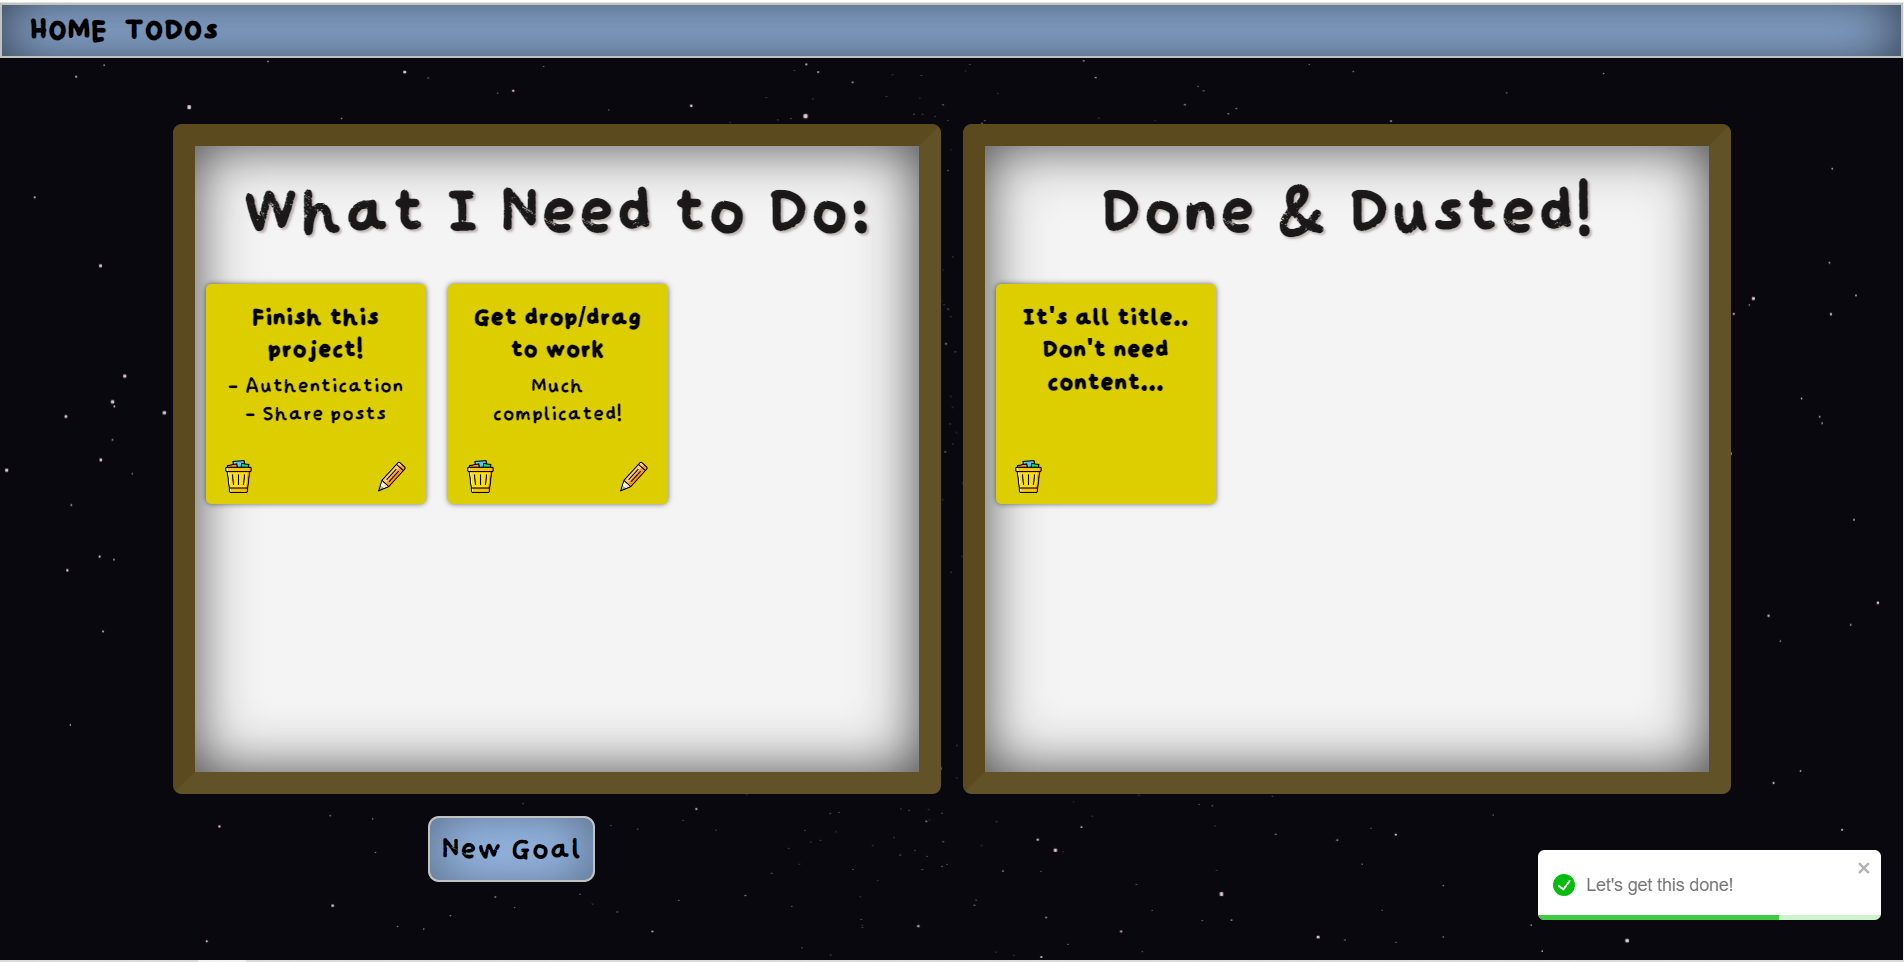 HOME TODOs
What I Need to Do:
Finish this
project!
- Authentication
- Share posts
Get drop/drag
to work
Much
complicated!
Done & Dusted!
It's all title..
Don't need
content...
New Goal
Let's get this done!